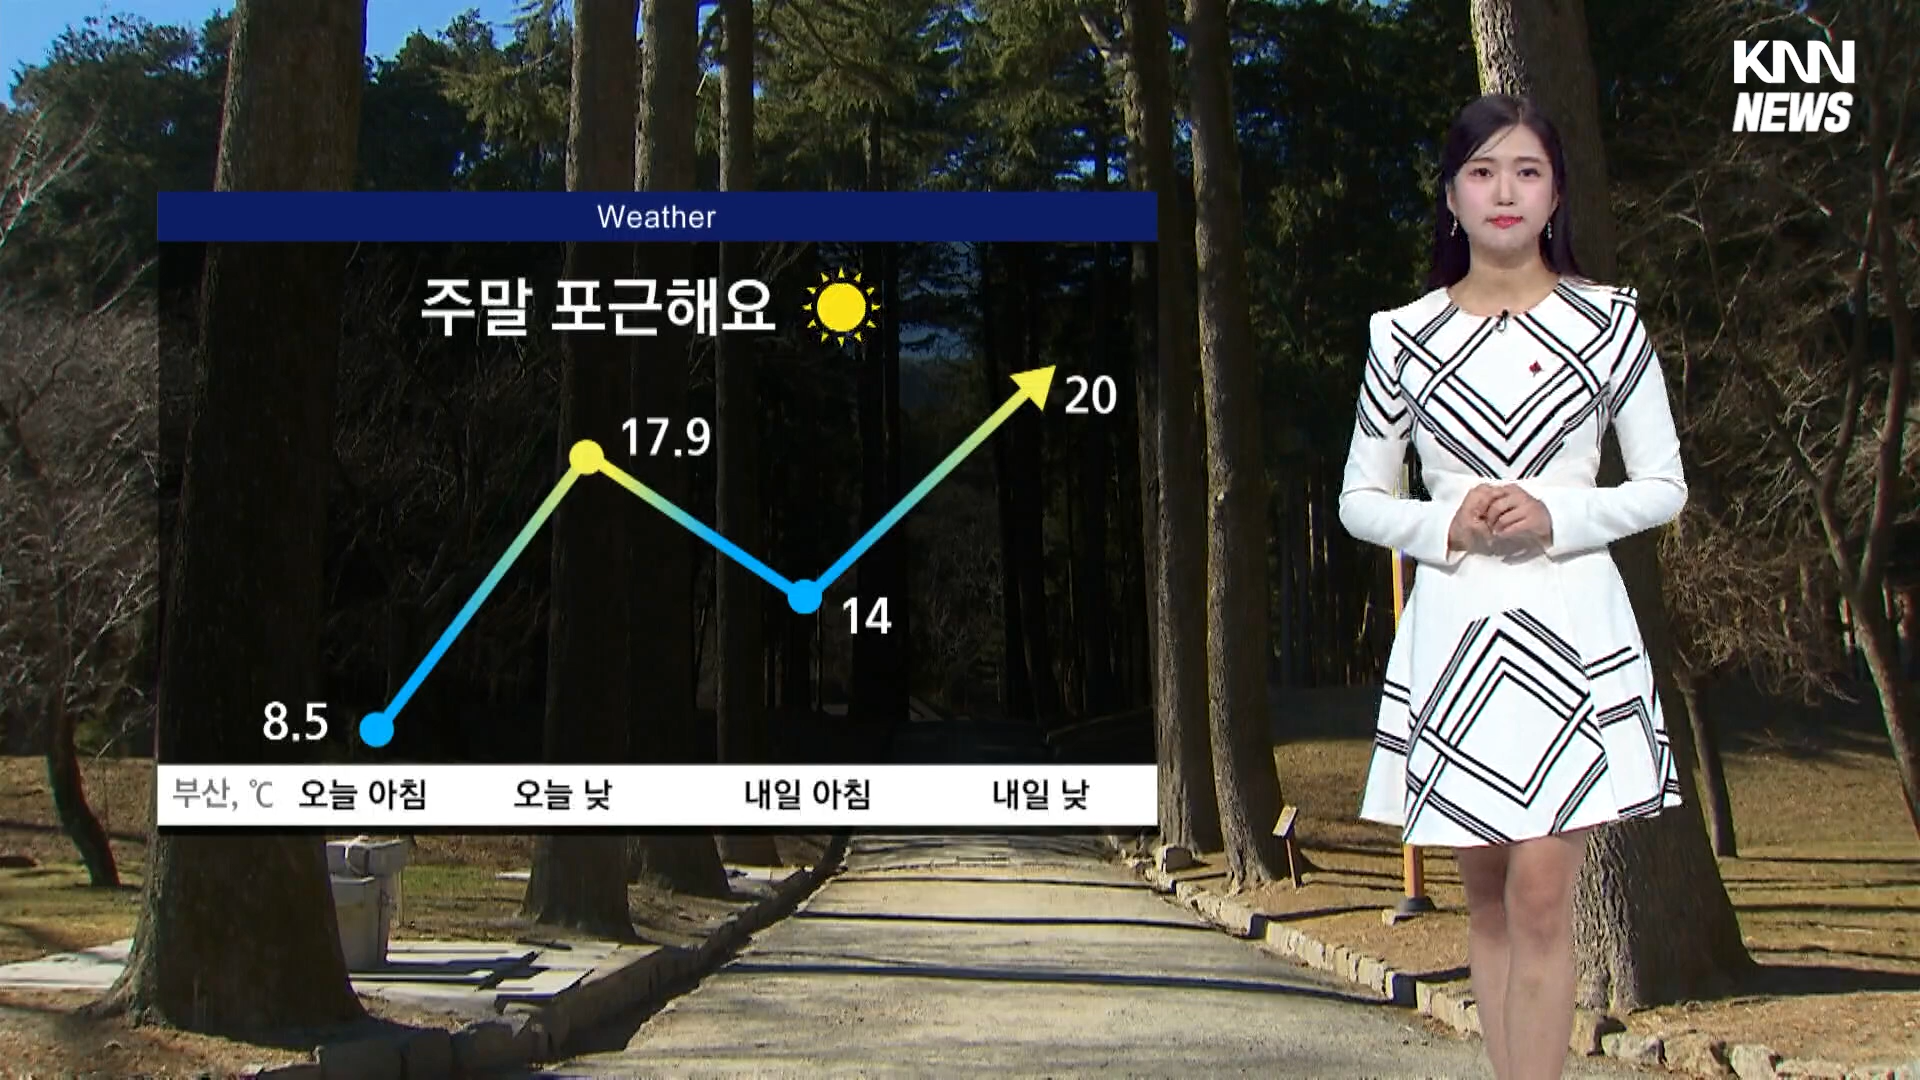 KNN
NEWS
Weather
주말 포근해요
17.9
20
14
8.5
부산, ℃ 오늘 아침 오늘 낮 내일 아침 내일 낮